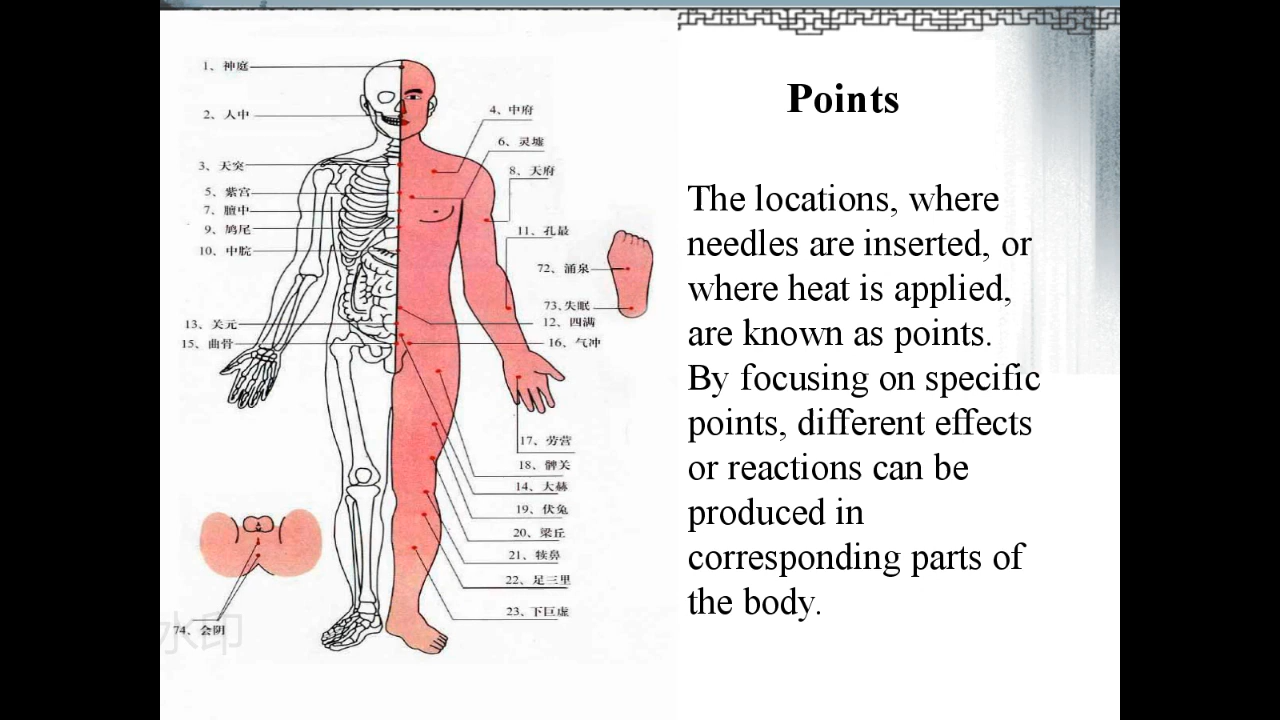 Points
The locations, where
needles are inserted, or
where heat is applied,
are known as points.
By focusing on specific
points, different effects
or reactions can be
produced in
corresponding parts of
the body.
1、神庭
2、人中
3、天突
4、中府
5、紫宫
6、灵墟
7、膻中
8、天府
9、鸠尾
10、中脘
11、孔最
72、涌泉
73、失眠
12、四满
13、关元
15、曲骨
16、气冲
17、劳营
18、髀关
14、大赫
19、伏兔
20、梁丘
21、犊鼻
22、足三里
23、下巨虚
74、会阴
水印